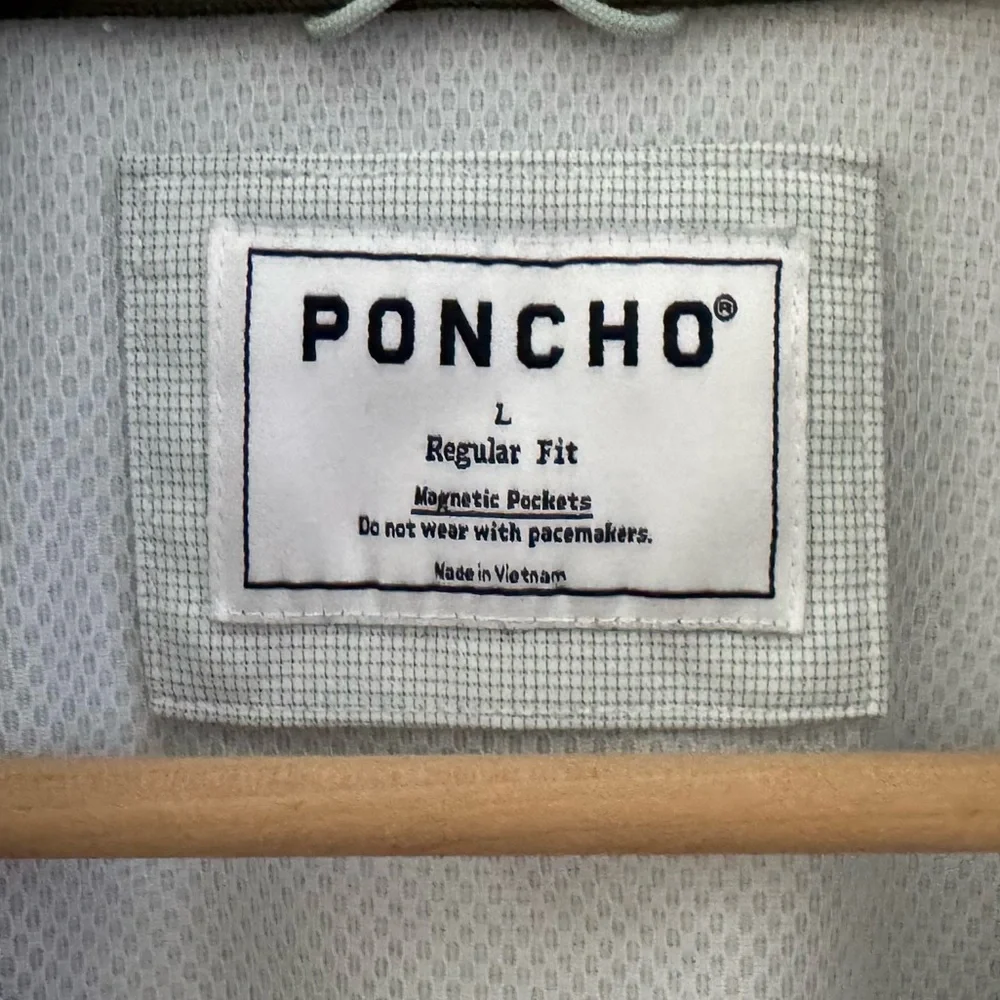 PONCHO®
L
Regular Fit
Magnetic Pockets
Do not wear with pacemakers.
Made in Vietnam